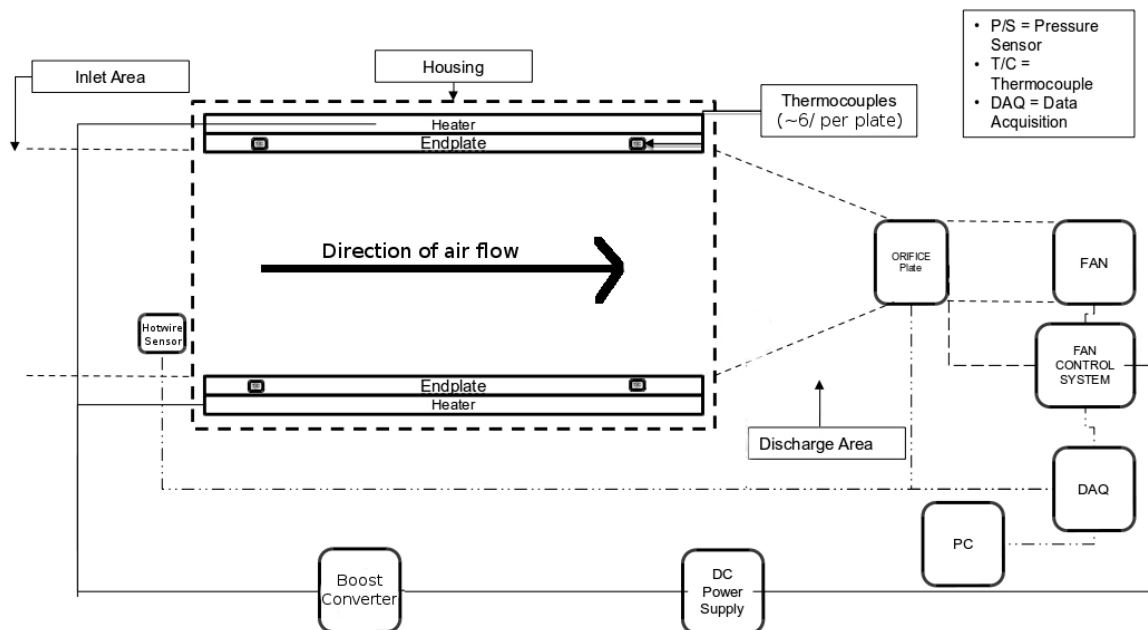 Inlet Area
Housing
Thermocouples
(~6/ per plate)
• P/S = Pressure
Sensor
• T/C =
Thermocouple
• DAQ = Data
Acquisition
Heater
Endplate
Direction of air flow
ORIFICE
Plate
FAN
Hotwire
Sensor
FAN
CONTROL
SYSTEM
Endplate
Heater
Discharge Area
DAQ
PC
Boost
Converter
DC
Power
Supply